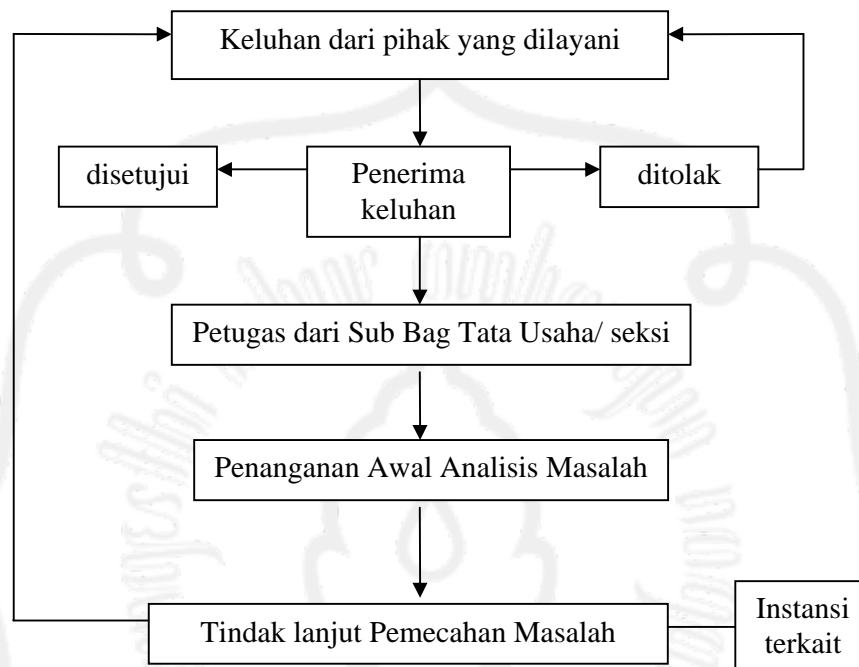 Keluhan dari pihak yang dilayani
disetujui
Penerima
keluhan
ditolak
Petugas dari Sub Bag Tata Usaha/ seksi
Penanganan Awal Analisis Masalah
Tindak lanjut Pemecahan Masalah
Instansi
terkait